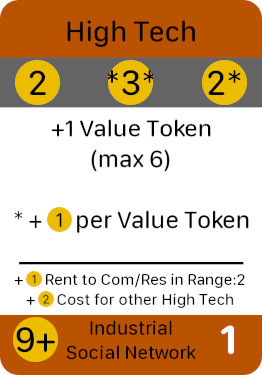 High Tech
2 *3* 2*
+1 Value Token
(max 6)
* + 1 per Value Token
+ 1 Rent to Com/Res in Range:2
+ 2 Cost for other High Tech
9+ Industrial 1
Social Network